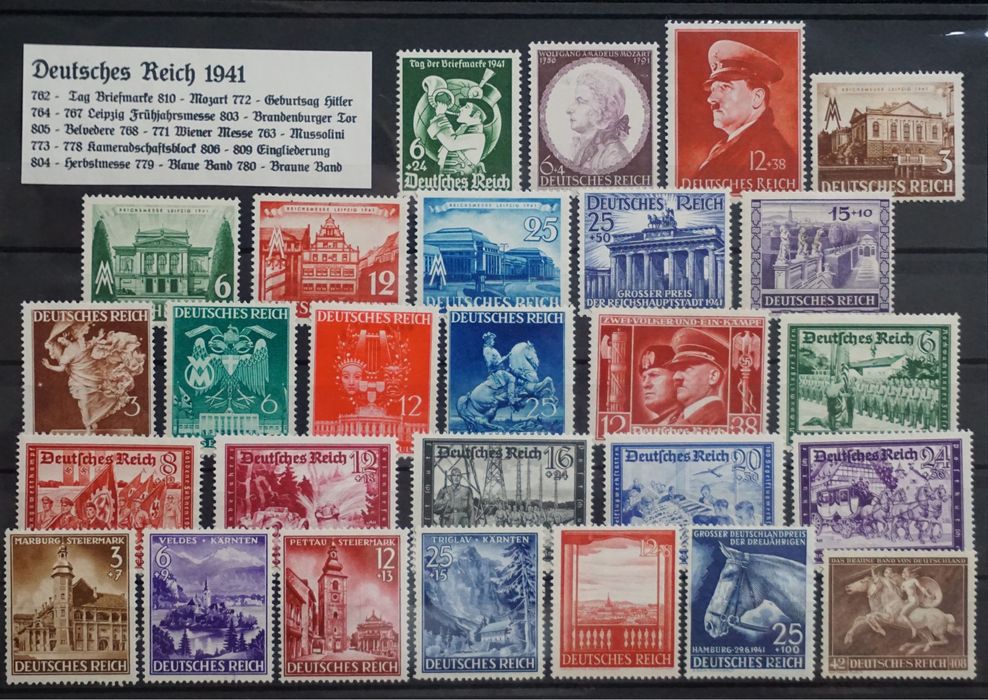 Deutsches Reich 1941
762 - Tag Briefmarke 810 - Mozart 772 - Geburtsag Hitler
764 - 767 Leipzig Frühjahrsmesse 803 - Brandenburger Tor
805 - Belvedere 768 - 771 Wiener Messe 763 - Mussolini
773 - 778 Kameradschaftsblock 806 - 809 Eingliederung
804 - Herbstmesse 779 - Blaue Band 780 - Braune Band
Tag der Briefmarke 1941
6
+24
Deutsches Reich
WOLFGANG AMADEUS MOZART
1756 1791
6+4
DEUTSCHES REICH
12+38
DEUTSCHES REICH
3
DEUTSCHES REICH
REICHSMESSE LEIPZIG 1941
6
REICHSMESSE LEIPZIG 1941
12
REICHSMESSE LEIPZIG 1941
25
DEUTSCHES REICH
DEUTSCHES REICH
25
+50
GROSSER PREIS
DER REICHSHAUPTSTADT 1941
15+10
DEUTSCHES REICH
DEUTSCHES REICH
3
DEUTSCHES REICH
6
DEUTSCHES REICH
12
DEUTSCHES REICH
25
ZWEI VÖLKER UND EIN KAMPF
12 38
DEUTSCHES REICH
Deutsches Reich 6
Deutsches Reich 8
Deutsches Reich 12
+18
Deutsches Reich 16
+24
Deutsches Reich 20
+30
Deutsches Reich 24
+36
MARBURG STEIERMARK
3
+7
DEUTSCHES REICH
VELDES · KÄRNTEN
6
+9
DEUTSCHES REICH
PETTAU STEIERMARK
12
+13
DEUTSCHES REICH
TRIGLAV · KÄRNTEN
25
+15
DEUTSCHES REICH
12+8
DEUTSCHES REICH
GROSSER DEUTSCHLANDPREIS
DER DREIJÄHRIGEN
25
+100
HAMBURG · 29.6.1941
DEUTSCHES REICH
DAS BRAUNE BAND VON DEUTSCHLAND
42 DEUTSCHES REICH 108